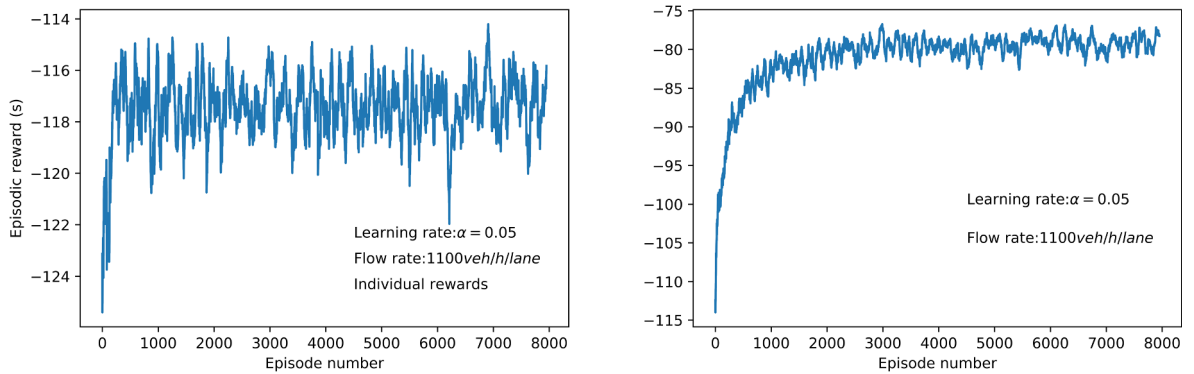 −114
−116
−118
−120
−122
−124
Episodic reward (s)
Learning rate:α = 0.05
Flow rate:1100veh/h/lane
Individual rewards
0 1000 2000 3000 4000 5000 6000 7000 8000
Episode number
−75
−80
−85
−90
−95
−100
−105
−110
−115
Learning rate:α = 0.05
Flow rate:1100veh/h/lane
0 1000 2000 3000 4000 5000 6000 7000 8000
Episode number